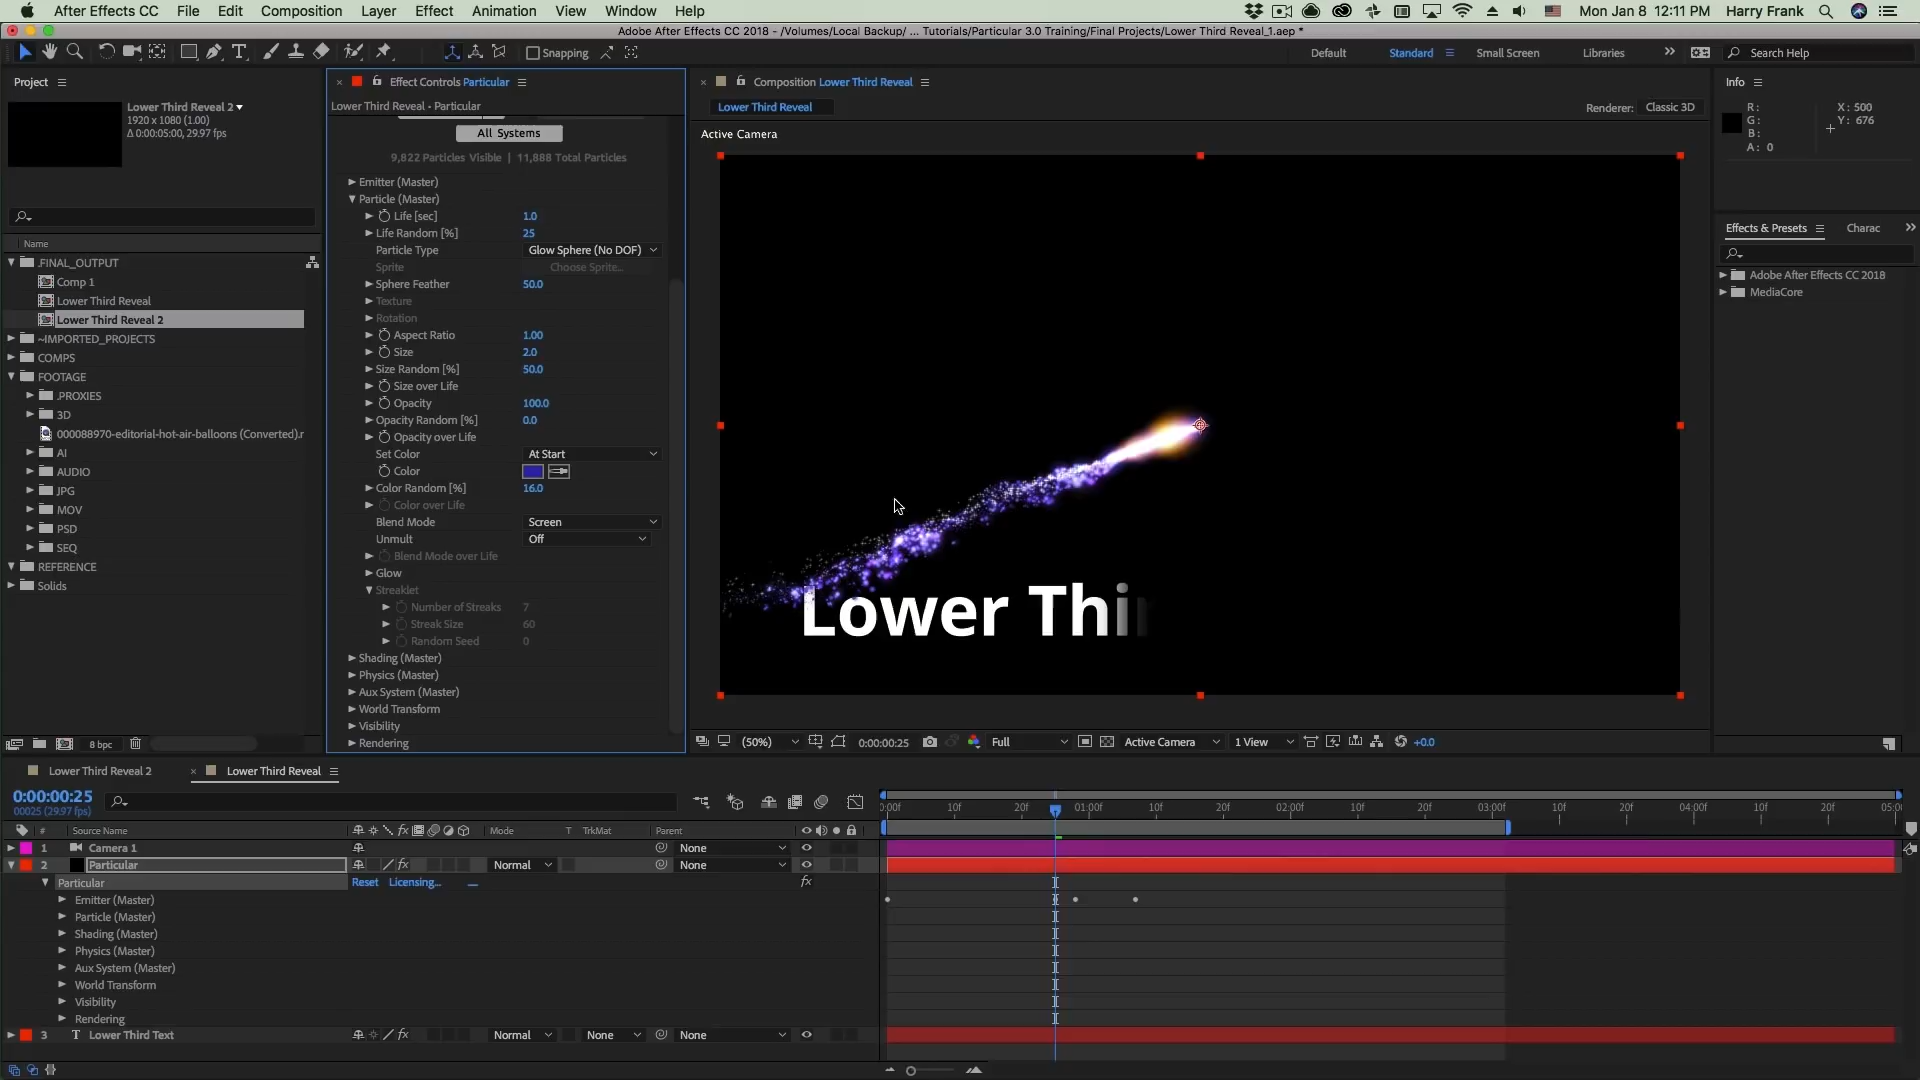 After Effects CC File Edit Composition Layer Effect Animation View Window Help Mon Jan 8 12:11 PM Harry Frank
Adobe After Effects CC 2018 - /Volumes/Local Backup/ ... Tutorials/Particular 3.0 Training/Final Projects/Lower Third Reveal_1.aep *
Snapping Default Standard Small Screen Libraries Search Help
Project
Lower Third Reveal 2
1920 x 1080 (1.00)
Δ 0:00:05:00, 29.97 fps
Name
.FINAL_OUTPUT
Comp 1
Lower Third Reveal
Lower Third Reveal 2
~IMPORTED_PROJECTS
COMPS
FOOTAGE
.PROXIES
3D
000088970-editorial-hot-air-balloons (Converted).r
AI
AUDIO
JPG
MOV
PSD
SEQ
REFERENCE
Solids
8 bpc
Effect Controls Particular
Lower Third Reveal • Particular
All Systems
9,822 Particles Visible | 11,888 Total Particles
Emitter (Master)
Particle (Master)
Life [sec] 1.0
Life Random [%] 25
Particle Type Glow Sphere (No DOF)
Sprite Choose Sprite...
Sphere Feather 50.0
Texture
Rotation
Aspect Ratio 1.00
Size 2.0
Size Random [%] 50.0
Size over Life
Opacity 100.0
Opacity Random [%] 0.0
Opacity over Life
Set Color At Start
Color
Color Random [%] 16.0
Color over Life
Blend Mode Screen
Unmult Off
Blend Mode over Life
Glow
Streaklet
Number of Streaks 7
Streak Size 60
Random Seed 0
Shading (Master)
Physics (Master)
Aux System (Master)
World Transform
Visibility
Rendering
Composition Lower Third Reveal
Lower Third Reveal Renderer: Classic 3D
Active Camera
Lower Thi
(50%) 0:00:00:25 Full Active Camera 1 View +0.0
Info
R: X: 500
G: Y: 676
B:
A: 0
Effects & Presets Charac
Adobe After Effects CC 2018
MediaCore
Lower Third Reveal 2 Lower Third Reveal
0:00:00:25
00025 (29.97 fps)
:00f 10f 20f 01:00f 10f 20f 02:00f 10f 20f 03:00f 10f 20f 04:00f 10f 20f 05:0
# Source Name Mode T TrkMat Parent
1 Camera 1 None
2 Particular Normal None
Particular Reset Licensing... fx
Emitter (Master)
Particle (Master)
Shading (Master)
Physics (Master)
Aux System (Master)
World Transform
Visibility
Rendering
3 T Lower Third Text Normal None None